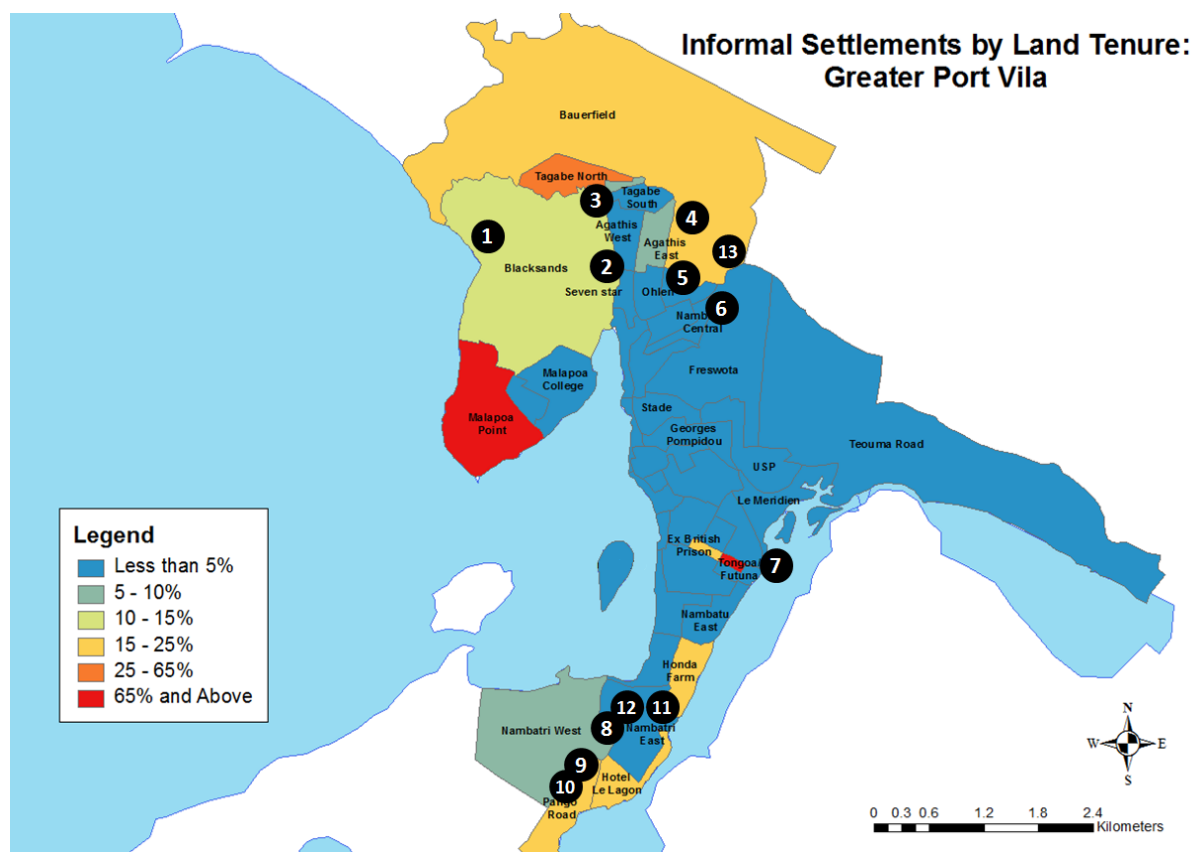 Informal Settlements by Land Tenure:
Greater Port Vila
Bauerfield
Tagabe North
3
Tagabe
South
4
1
Agathis
West
Agathis
East
13
Blacksands
2
Seven star
Ohlen
5
6
Central
Malapoa
College
Freswota
Malapoa
Point
Stade
Georges
Pompidou
Teouma Road
USP
Le Meridien
Ex British
Prison
Tongoa
Futuna
7
Nambatu
East
Honda
Farm
Legend
Less than 5%
5 - 10%
10 - 15%
15 - 25%
25 - 65%
65% and Above
12
11
8
Nambatri West
Nambatri
East
9
10
Hotel
Le Lagon
Pango
Road
N
W
E
S
0 0.3 0.6 1.2 1.8 2.4
Kilometers